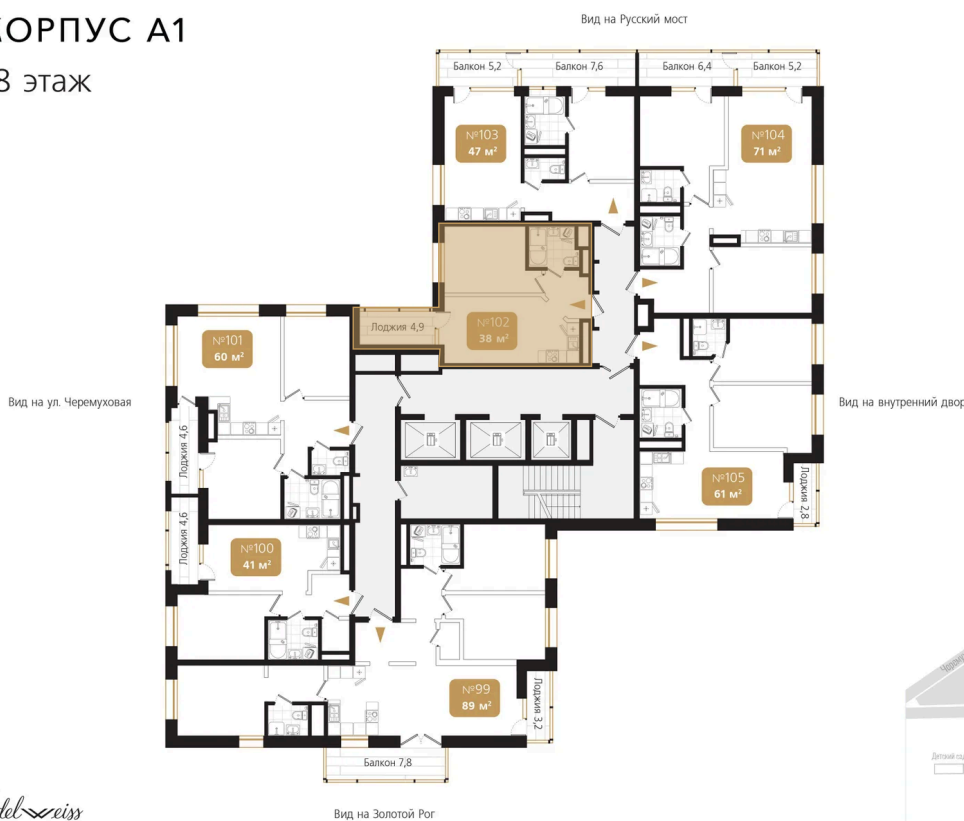 КОРПУС А1
8 этаж
Вид на Русский мост
Балкон 5,2
Балкон 7,6
Балкон 6,4
Балкон 5,2
№103
47 м²
№104
71 м²
Лоджия 4,9
№102
38 м²
№101
60 м²
Вид на ул. Черемуховая
Вид на внутренний двор
Лоджия 4,6
Лоджия 4,6
№105
61 м²
Лоджия 2,8
№100
41 м²
№99
89 м²
Лоджия 3,2
Балкон 7,8
Вид на Золотой Рог